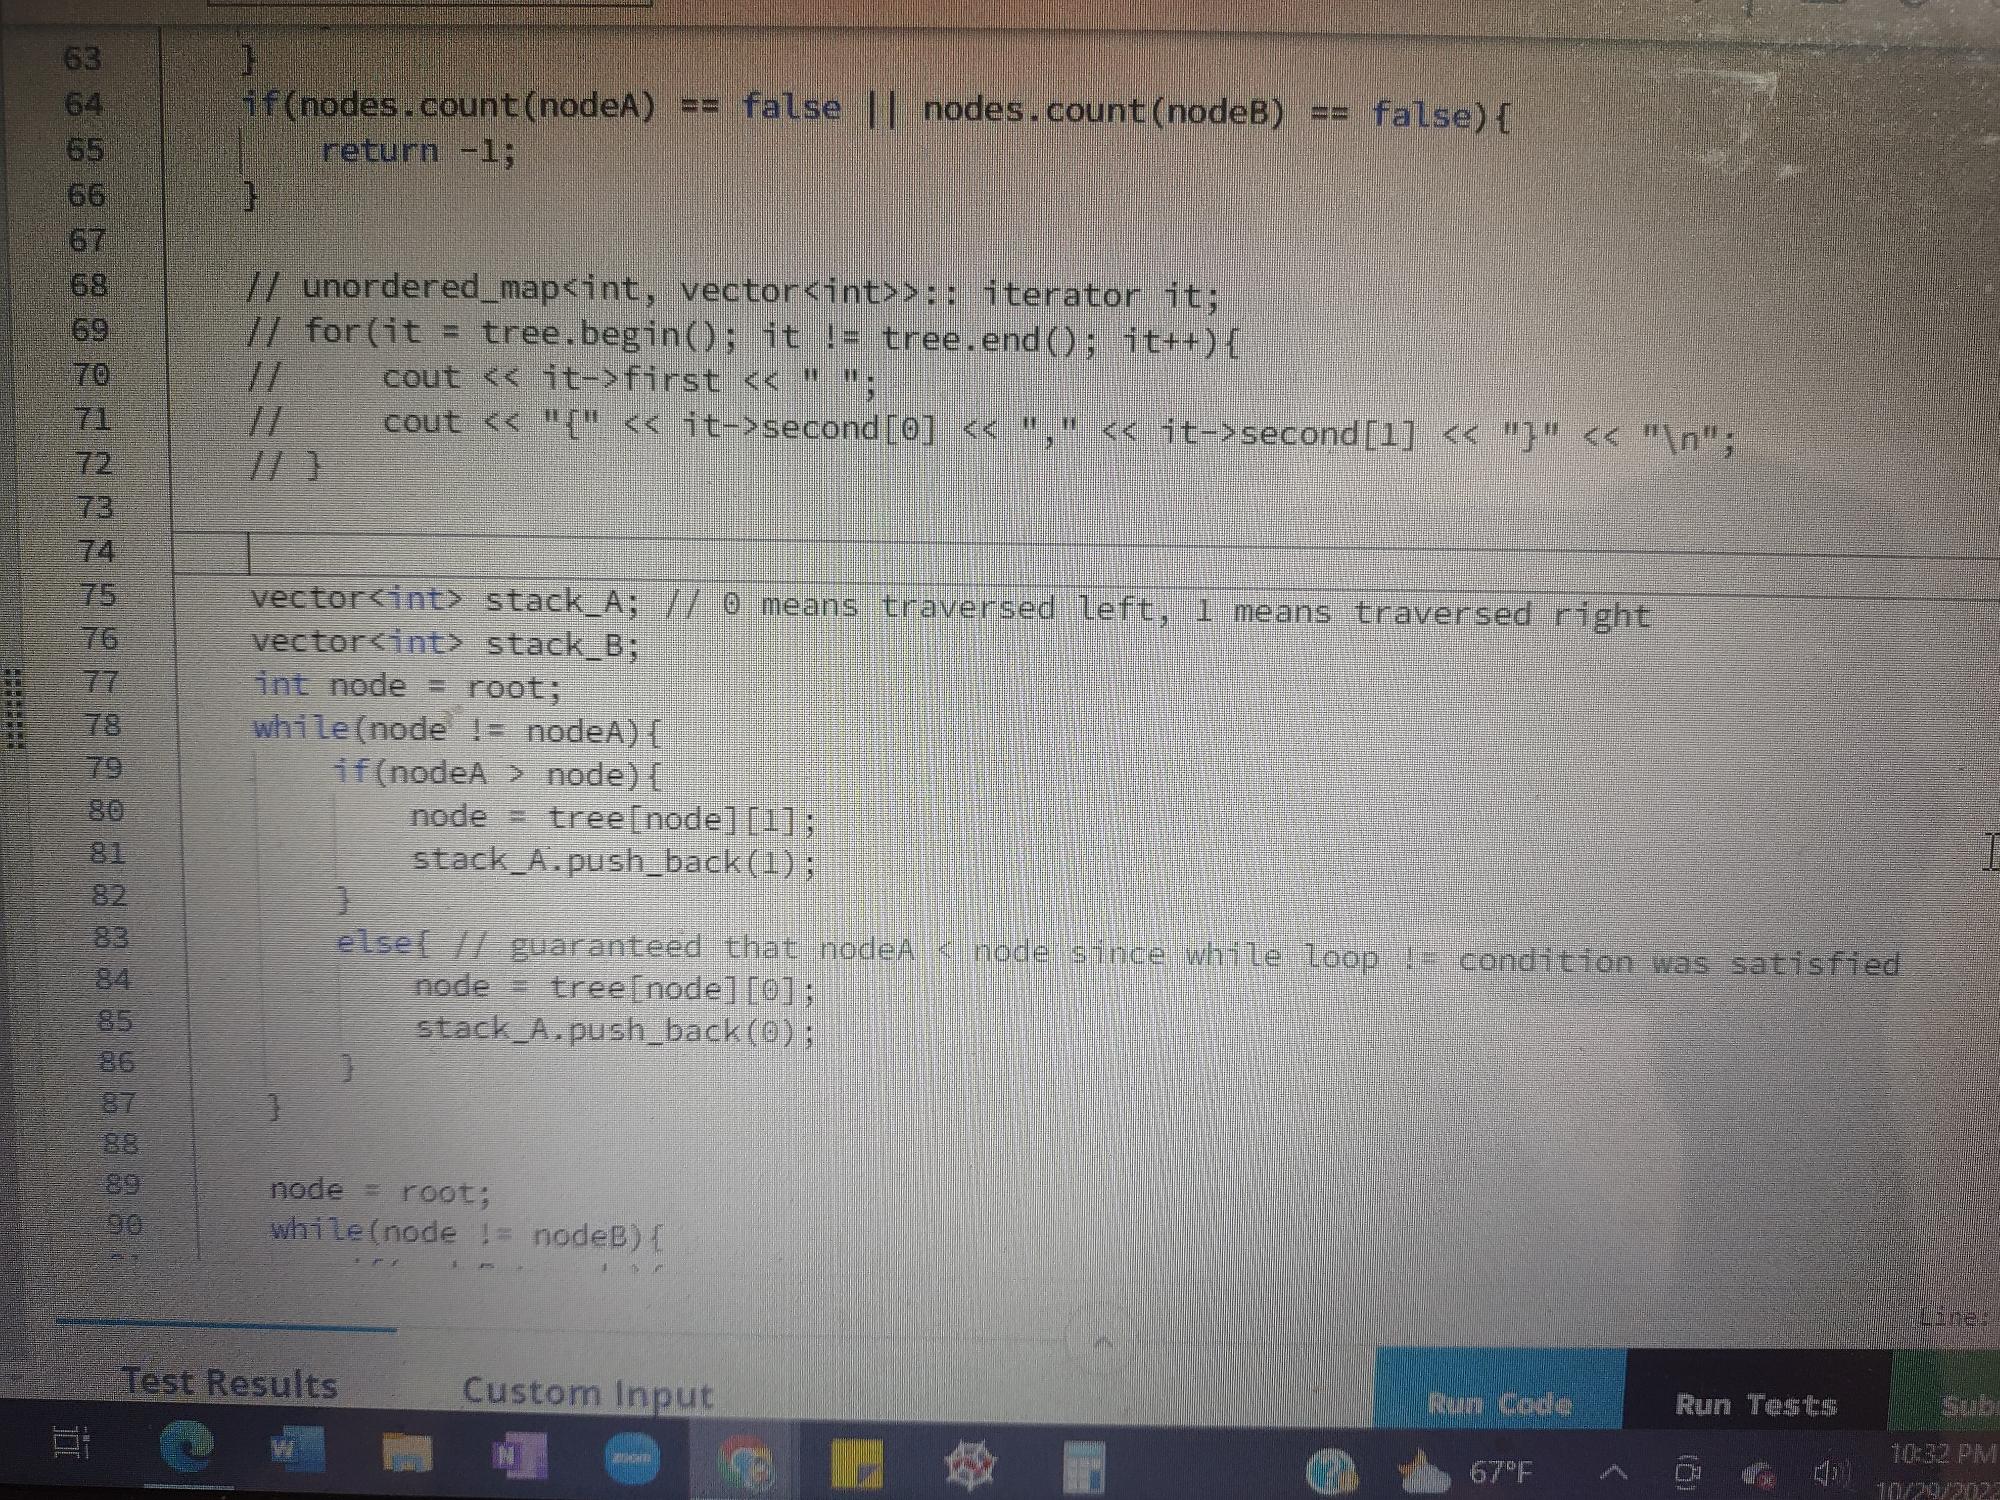 63 }
64 if(nodes.count(nodeA) == false || nodes.count(nodeB) == false){
65 return -1;
66 }
67
68 // unordered_map<int, vector<int>>:: iterator it;
69 // for(it = tree.begin(); it != tree.end(); it++){
70 // cout << it->first << " ";
71 // cout << "{" << it->second[0] << "," << it->second[1] << "}" << "\n";
72 // }
73
74
75 vector<int> stack_A; // 0 means traversed left, 1 means traversed right
76 vector<int> stack_B;
77 int node = root;
78 while(node != nodeA){
79 if(nodeA > node){
80 node = tree[node][1];
81 stack_A.push_back(1);
82 }
83 else{ // guaranteed that nodeA < node since while loop != condition was satisfied
84 node = tree[node][0];
85 stack_A.push_back(0);
86 }
87 }
88
89 node = root;
90 while(node != nodeB){
Line:
Test Results Custom Input Run Code Run Tests
W N zoom 67°F 10:32 PM